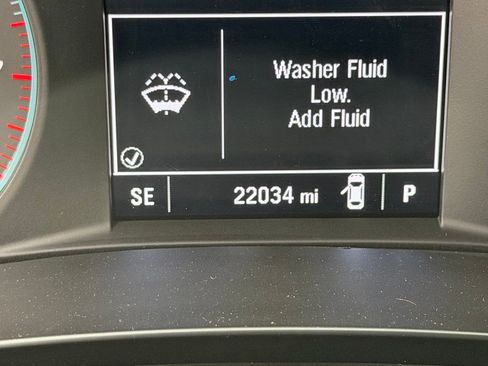 Washer Fluid
Low.
Add Fluid
SE 22034 mi P